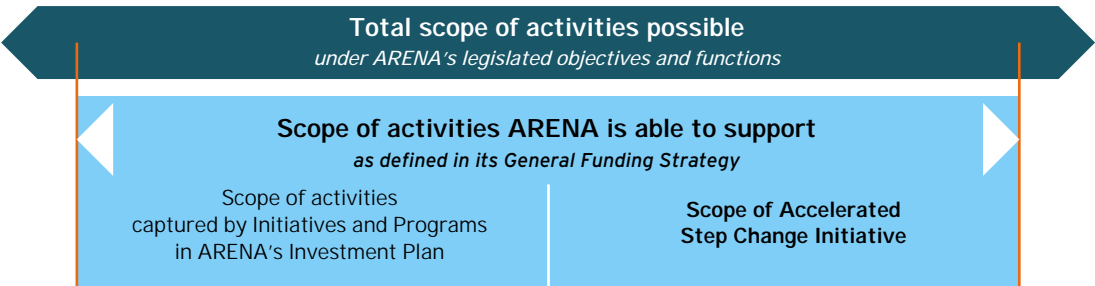 Total scope of activities possible
under ARENA's legislated objectives and functions
Scope of activities ARENA is able to support
as defined in its General Funding Strategy
Scope of activities
captured by Initiatives and Programs
in ARENA's Investment Plan
Scope of Accelerated
Step Change Initiative